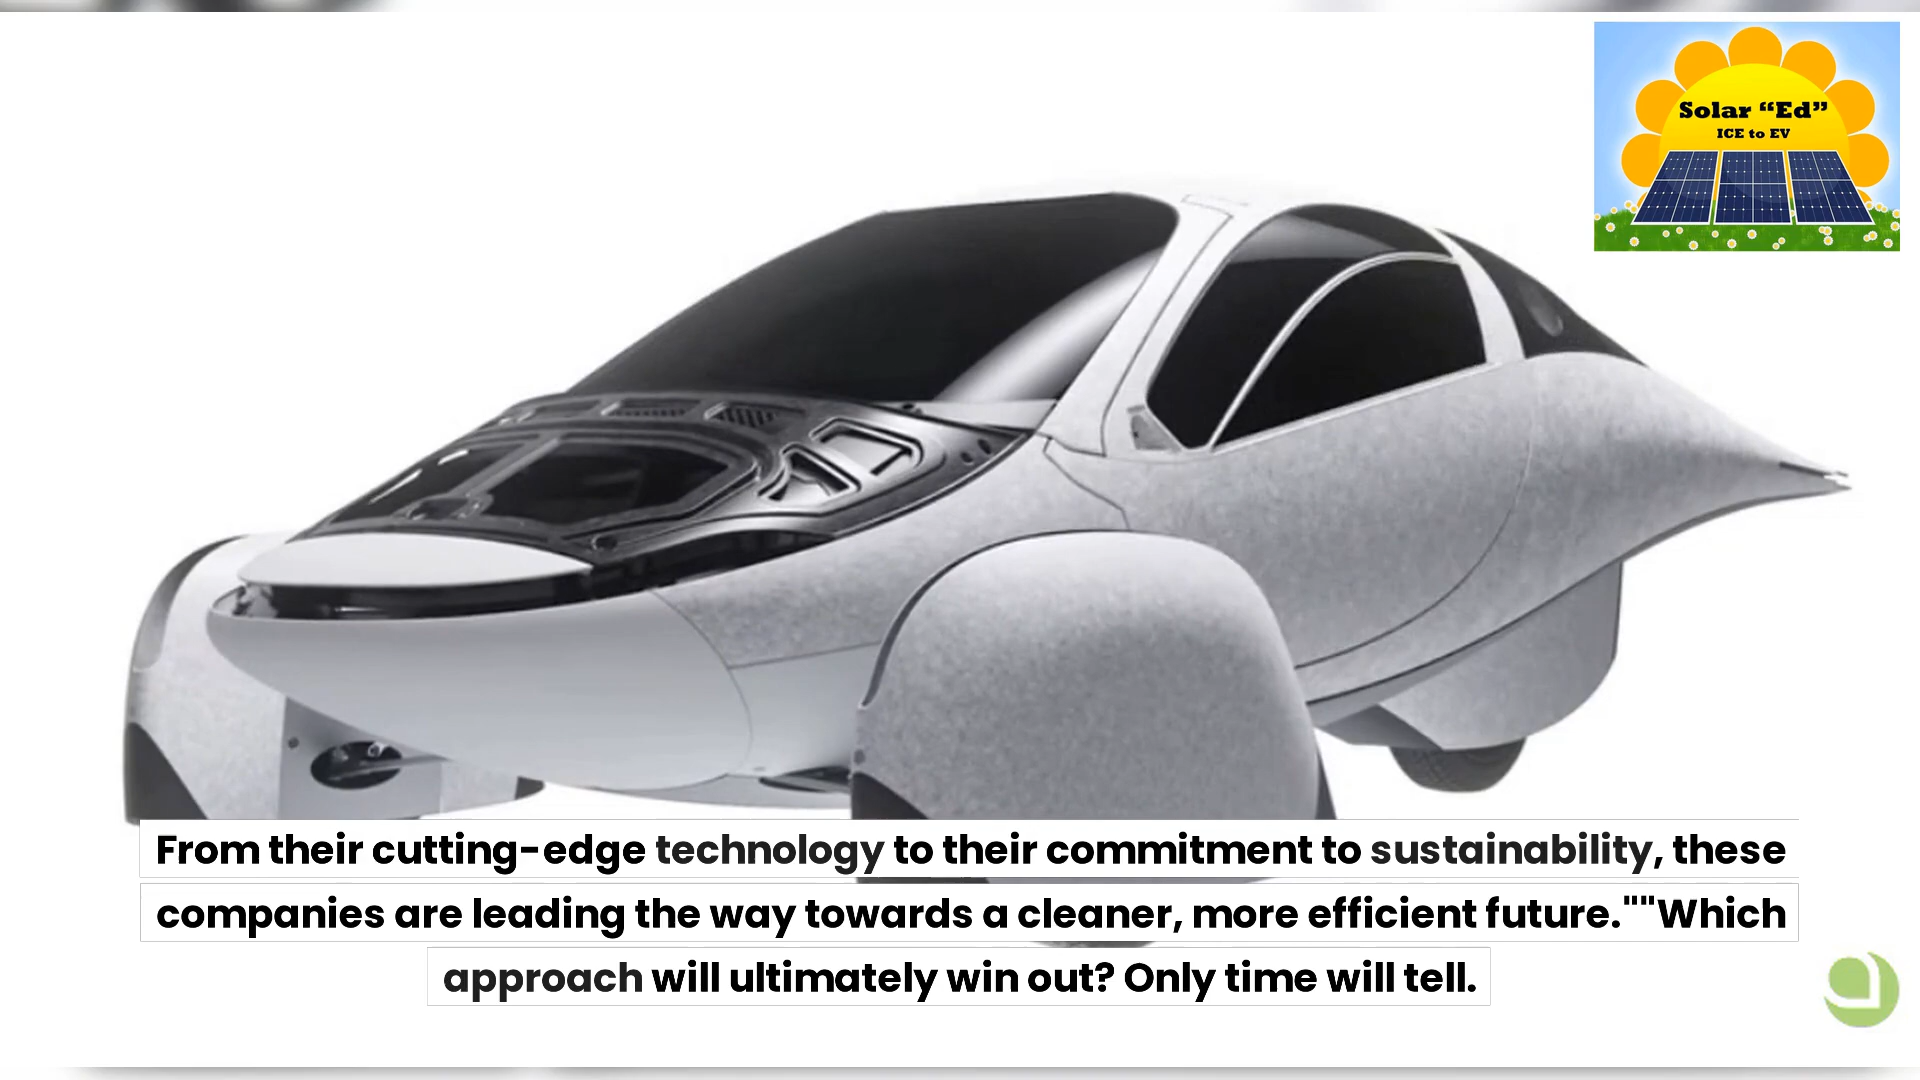 Solar “Ed”
ICE to EV
From their cutting-edge technology to their commitment to sustainability, these
companies are leading the way towards a cleaner, more efficient future.""Which
approach will ultimately win out? Only time will tell.